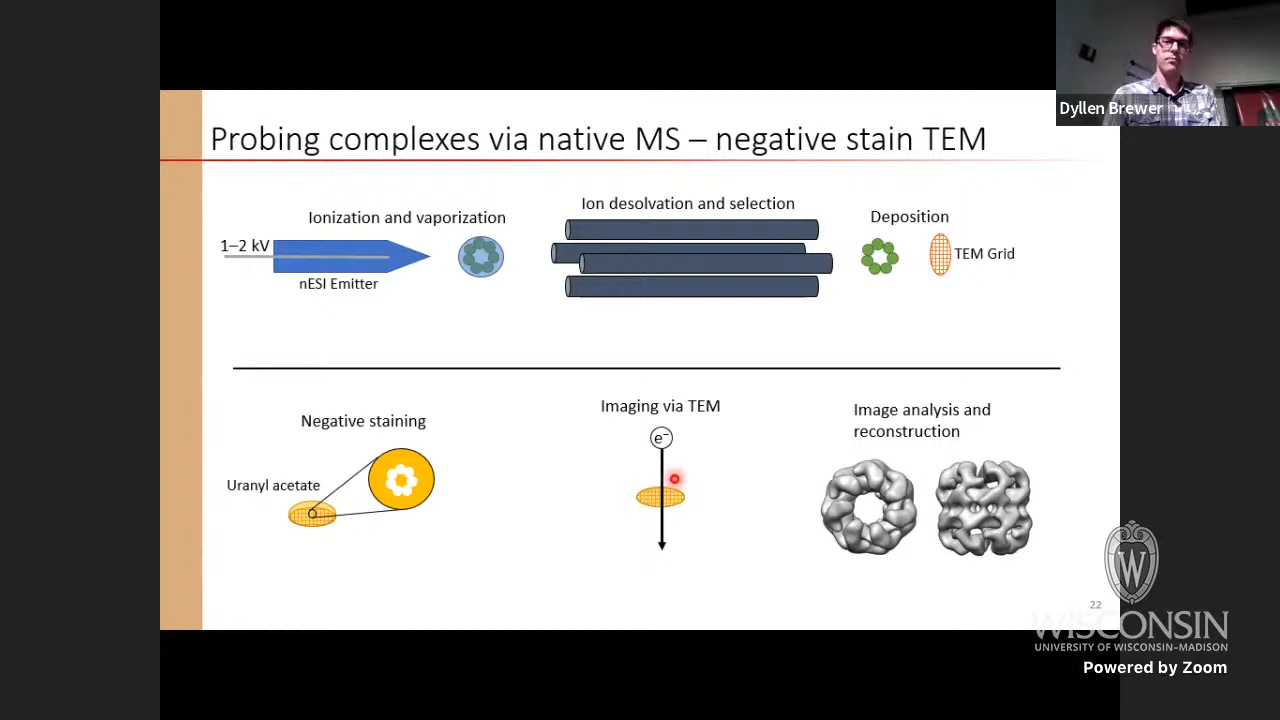 Dyllen Brewer
Probing complexes via native MS – negative stain TEM
Ionization and vaporization
1–2 kV
nESI Emitter
Ion desolvation and selection
Deposition
TEM Grid
Negative staining
Uranyl acetate
Imaging via TEM
e⁻
Image analysis and
reconstruction
22
W
WISCONSIN
UNIVERSITY OF WISCONSIN–MADISON
Powered by Zoom